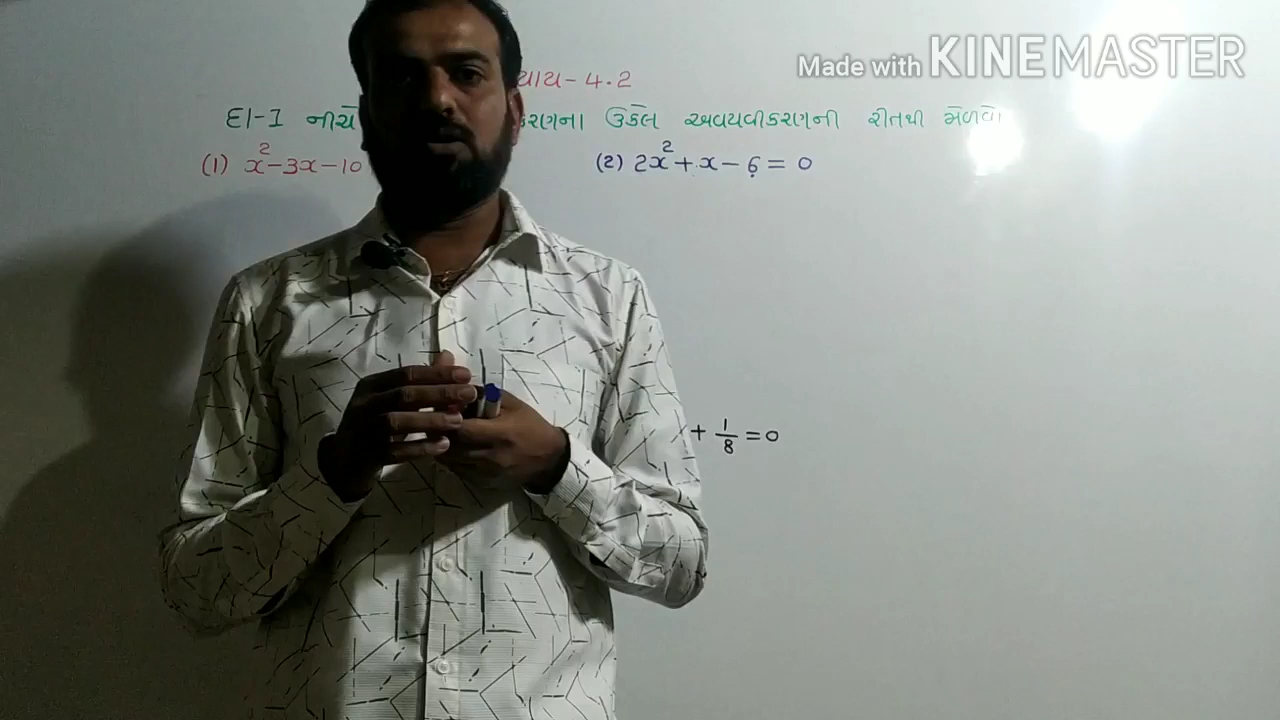 Made with KINEMASTER
યાય - 4.2
દા-1 નીચે કરણના ઉકેલ અવયવીકરણની રીતથી મેળવો
(1) x² - 3x - 10 (2) 2x² + x - 6 = 0
+ 1/8 = 0